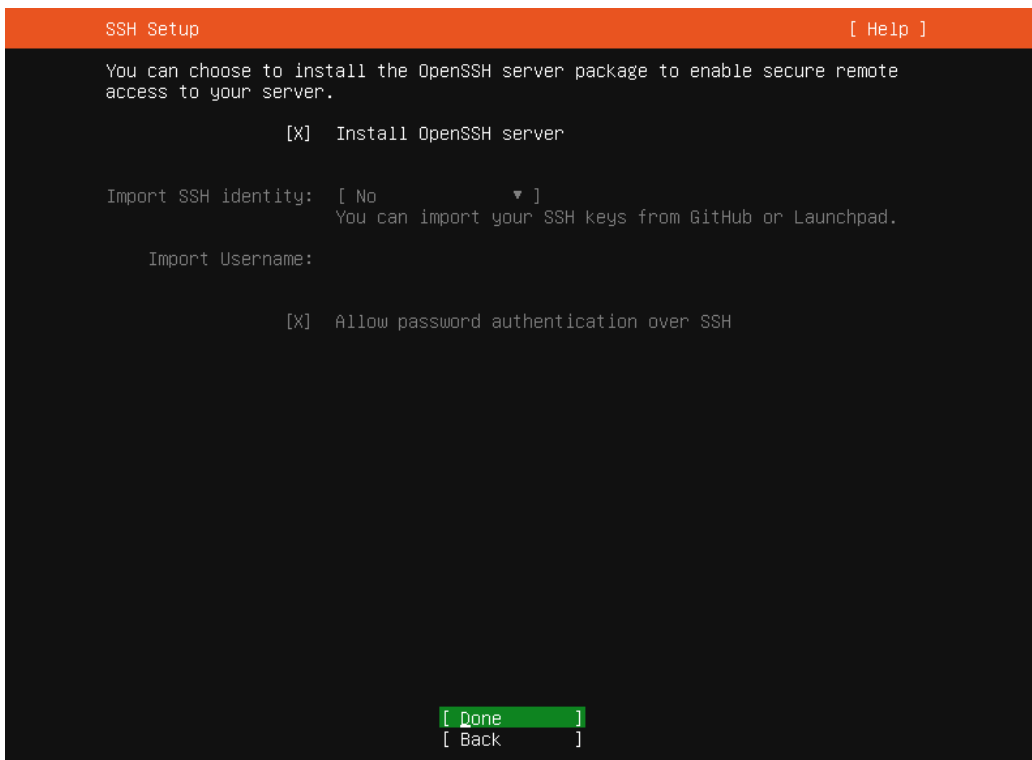 SSH Setup [ Help ]
You can choose to install the OpenSSH server package to enable secure remote
access to your server.
[X] Install OpenSSH server
Import SSH identity: [ No ▼ ]
You can import your SSH keys from GitHub or Launchpad.
Import Username:
[X] Allow password authentication over SSH
[ Done ]
[ Back ]